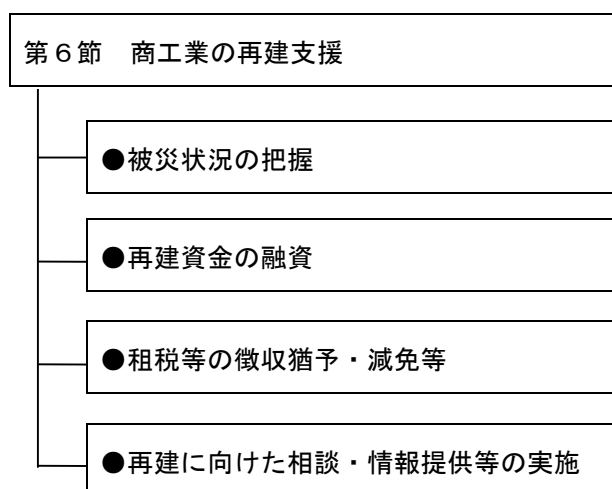 第６節　商工業の再建支援
●被災状況の把握
●再建資金の融資
●租税等の徴収猶予・減免等
●再建に向けた相談・情報提供等の実施